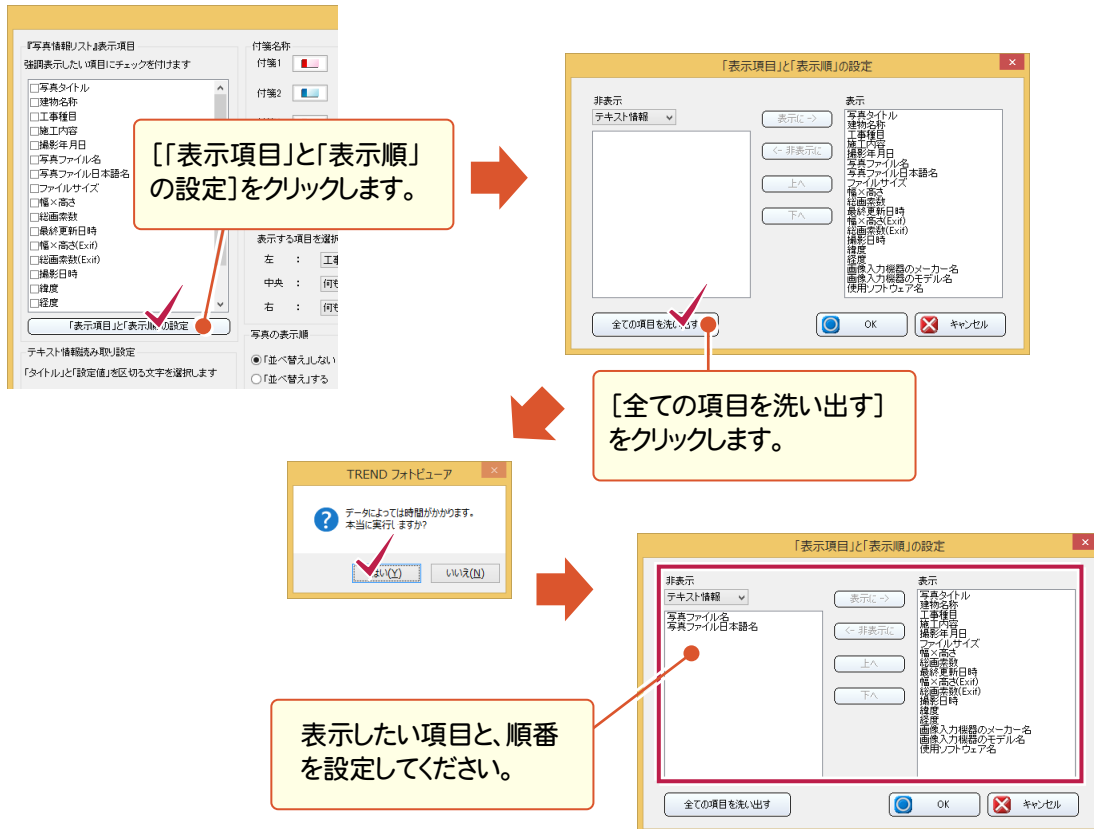 『写真情報リスト』表示項目
強調表示したい項目にチェックを付けます
写真タイトル
建物名称
工事種目
施工内容
撮影年月日
写真ファイル名
写真ファイル日本語名
ファイルサイズ
幅×高さ
総画素数
最終更新日時
幅×高さ(Exif)
総画素数(Exif)
撮影日時
緯度
経度
「表示項目」と「表示順」の設定
テキスト情報読み取り設定
「タイトル」と「設定値」を区切る文字を選択します
付箋名称
付箋1
付箋2
表示する項目を選択
左 :
中央 :
右 :
写真の表示順
「並べ替え」しない
「並べ替え」する
[「表示項目」と「表示順」
の設定]をクリックします。
「表示項目」と「表示順」の設定
非表示
テキスト情報
表示に ->
<- 非表示に
上へ
下へ
表示
写真タイトル
建物名称
工事種目
施工内容
撮影年月日
写真ファイル名
写真ファイル日本語名
ファイルサイズ
幅×高さ
総画素数
最終更新日時
幅×高さ(Exif)
総画素数(Exif)
撮影日時
緯度
経度
画像入力機器のメーカー名
画像入力機器のモデル名
使用ソフトウェア名
全ての項目を洗い出す
OK
キャンセル
[全ての項目を洗い出す]
をクリックします。
TREND フォトビューア
データによっては時間がかかります。
本当に実行しますか?
はい(Y)
いいえ(N)
「表示項目」と「表示順」の設定
非表示
テキスト情報
写真ファイル名
写真ファイル日本語名
表示に ->
<- 非表示に
上へ
下へ
表示
写真タイトル
建物名称
工事種目
施工内容
撮影年月日
ファイルサイズ
幅×高さ
総画素数
最終更新日時
幅×高さ(Exif)
総画素数(Exif)
撮影日時
緯度
経度
画像入力機器のメーカー名
画像入力機器のモデル名
使用ソフトウェア名
全ての項目を洗い出す
OK
キャンセル
表示したい項目と、順番
を設定してください。